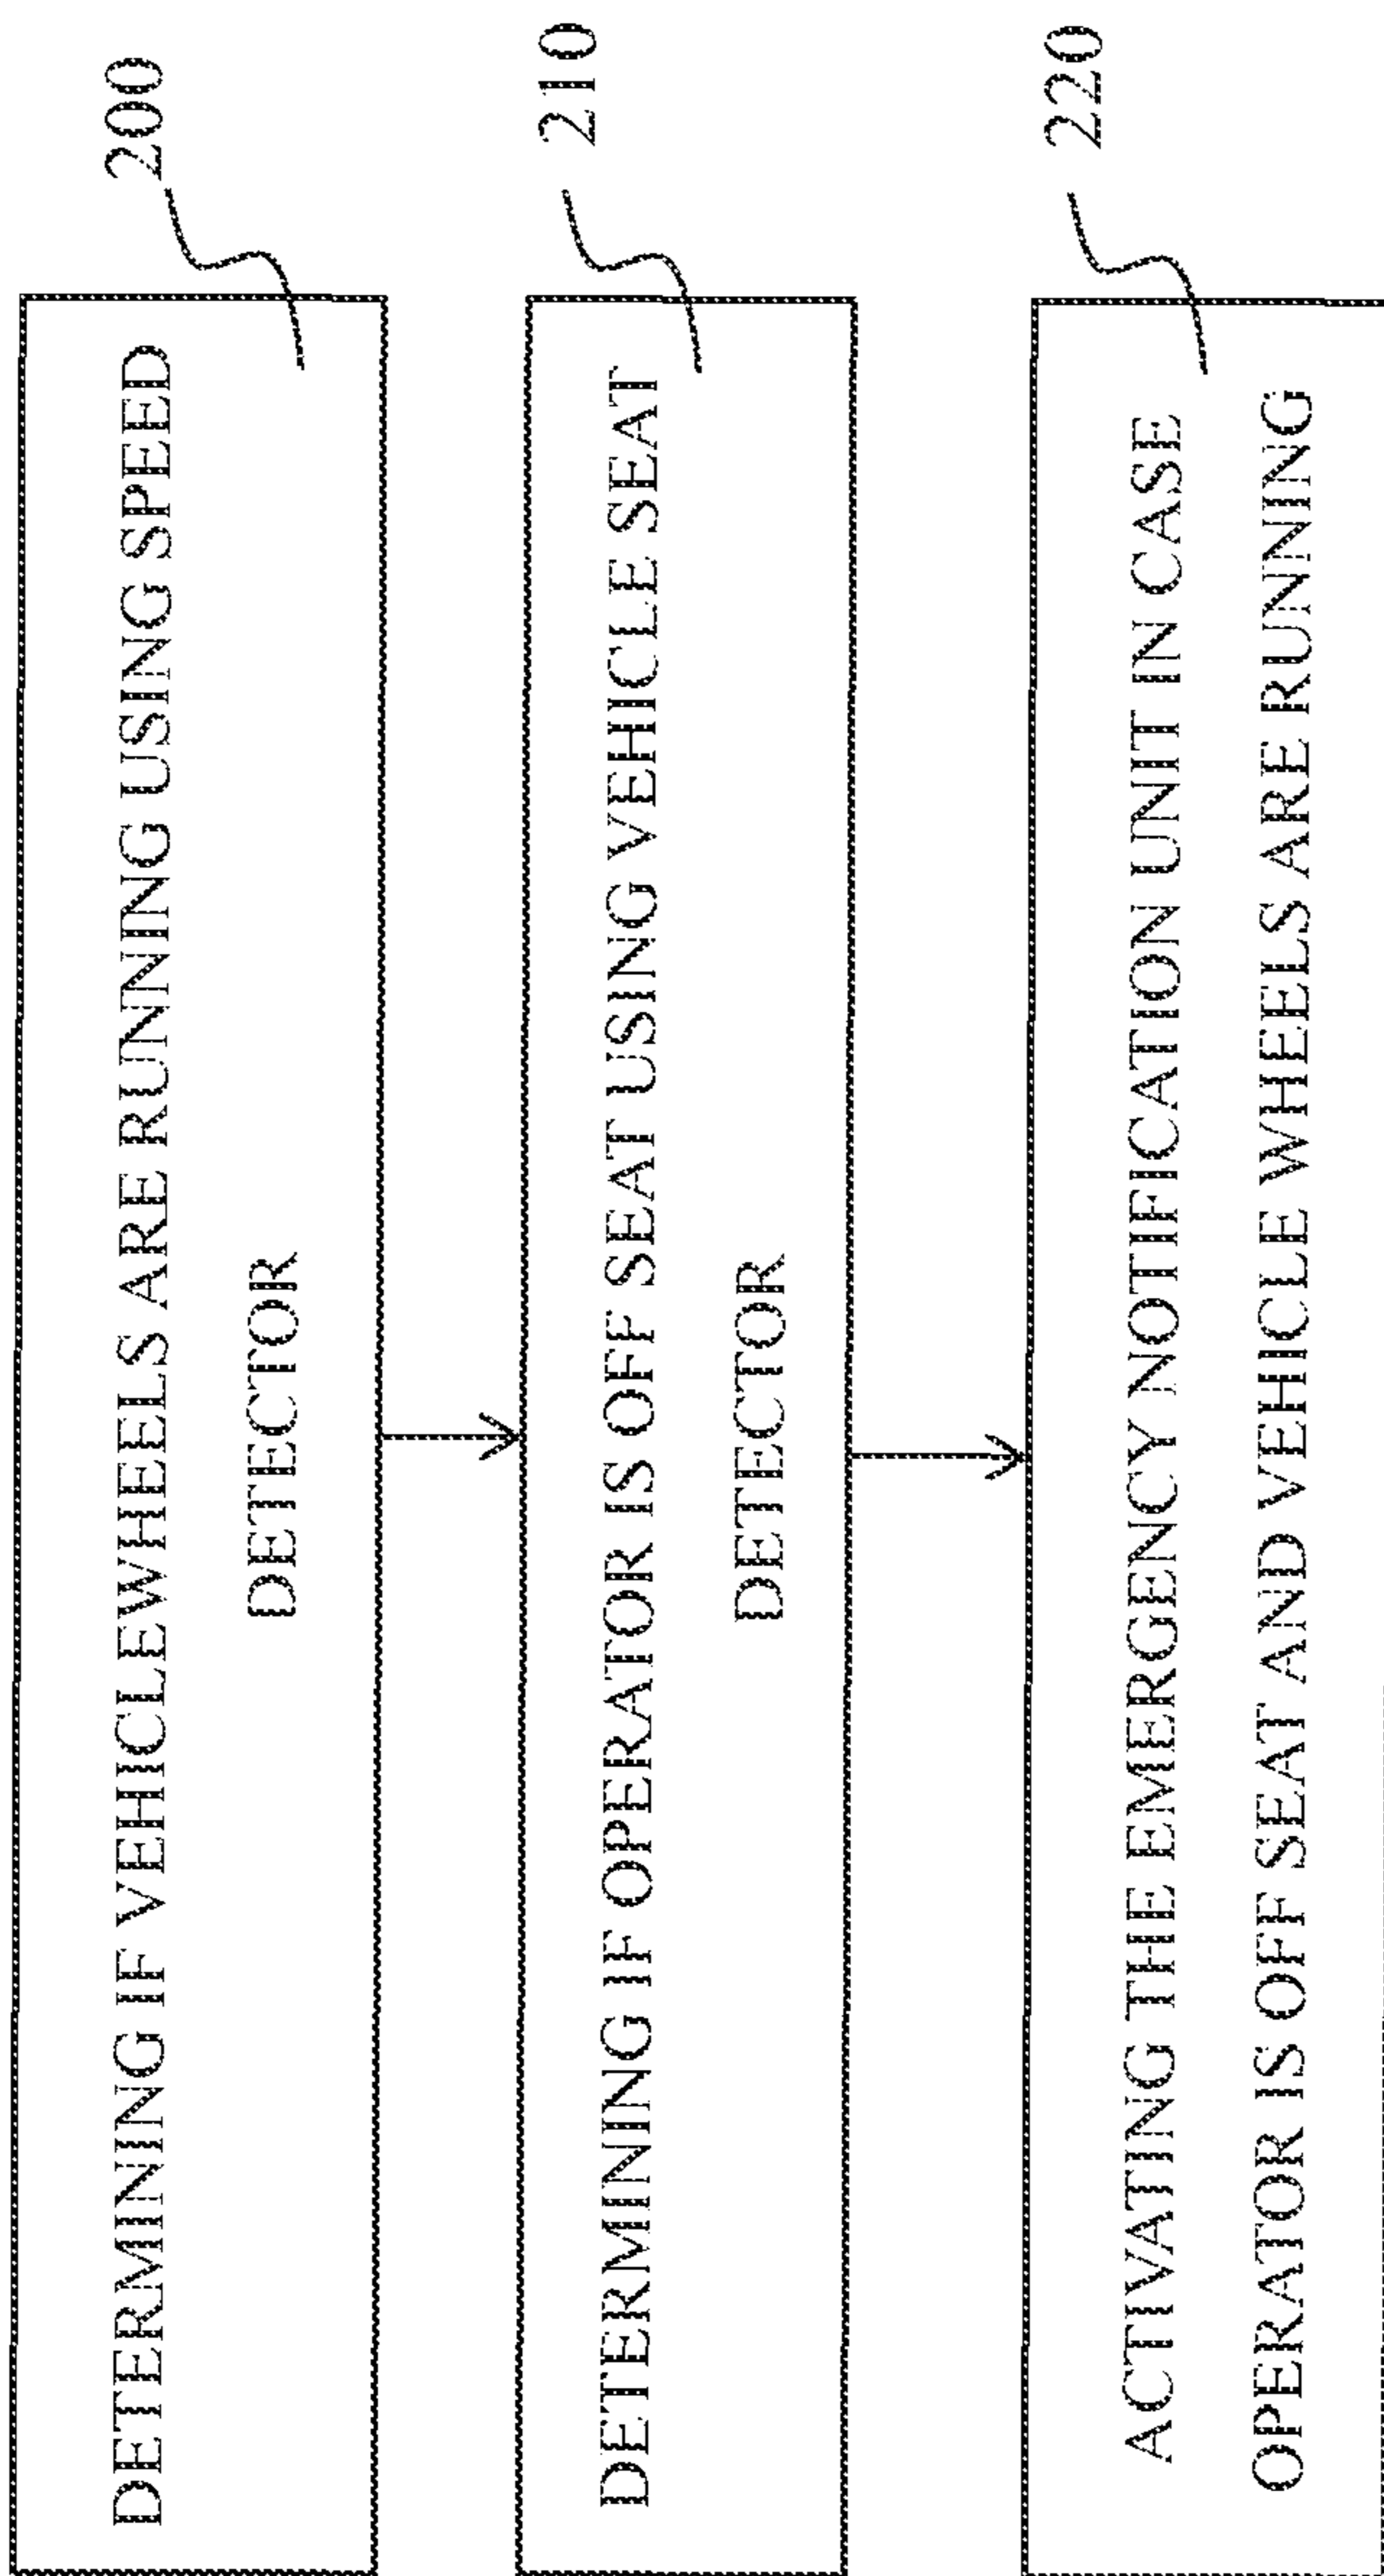 DETERMINING IF VEHICLEWHEELS ARE RUNNING USING SPEED
DETECTOR
200
DETERMINING IF OPERATOR IS OFF SEAT USING VEHICLE SEAT
DETECTOR
210
ACTIVATING THE EMERGENCY NOTIFICATION UNIT IN CASE
OPERATOR IS OFF SEAT AND VEHICLE WHEELS ARE RUNNING
220